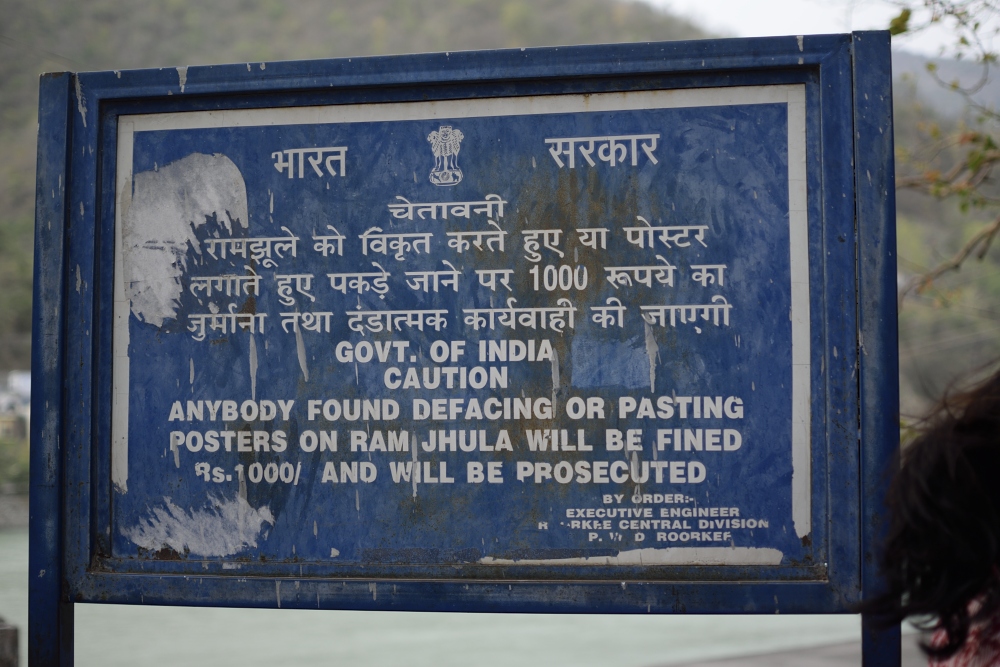 भारत सरकार
चेतावनी
रामझूले को विकृत करते हुए या पोस्टर
लगाते हुए पकड़े जाने पर 1000 रूपये का
जुर्माना तथा दंडात्मक कार्यवाही की जाएगी
GOVT. OF INDIA
CAUTION
ANYBODY FOUND DEFACING OR PASTING
POSTERS ON RAM JHULA WILL BE FINED
Rs.1000/ AND WILL BE PROSECUTED
BY ORDER:-
EXECUTIVE ENGINEER
CENTRAL DIVISION
P. W D ROORKEE